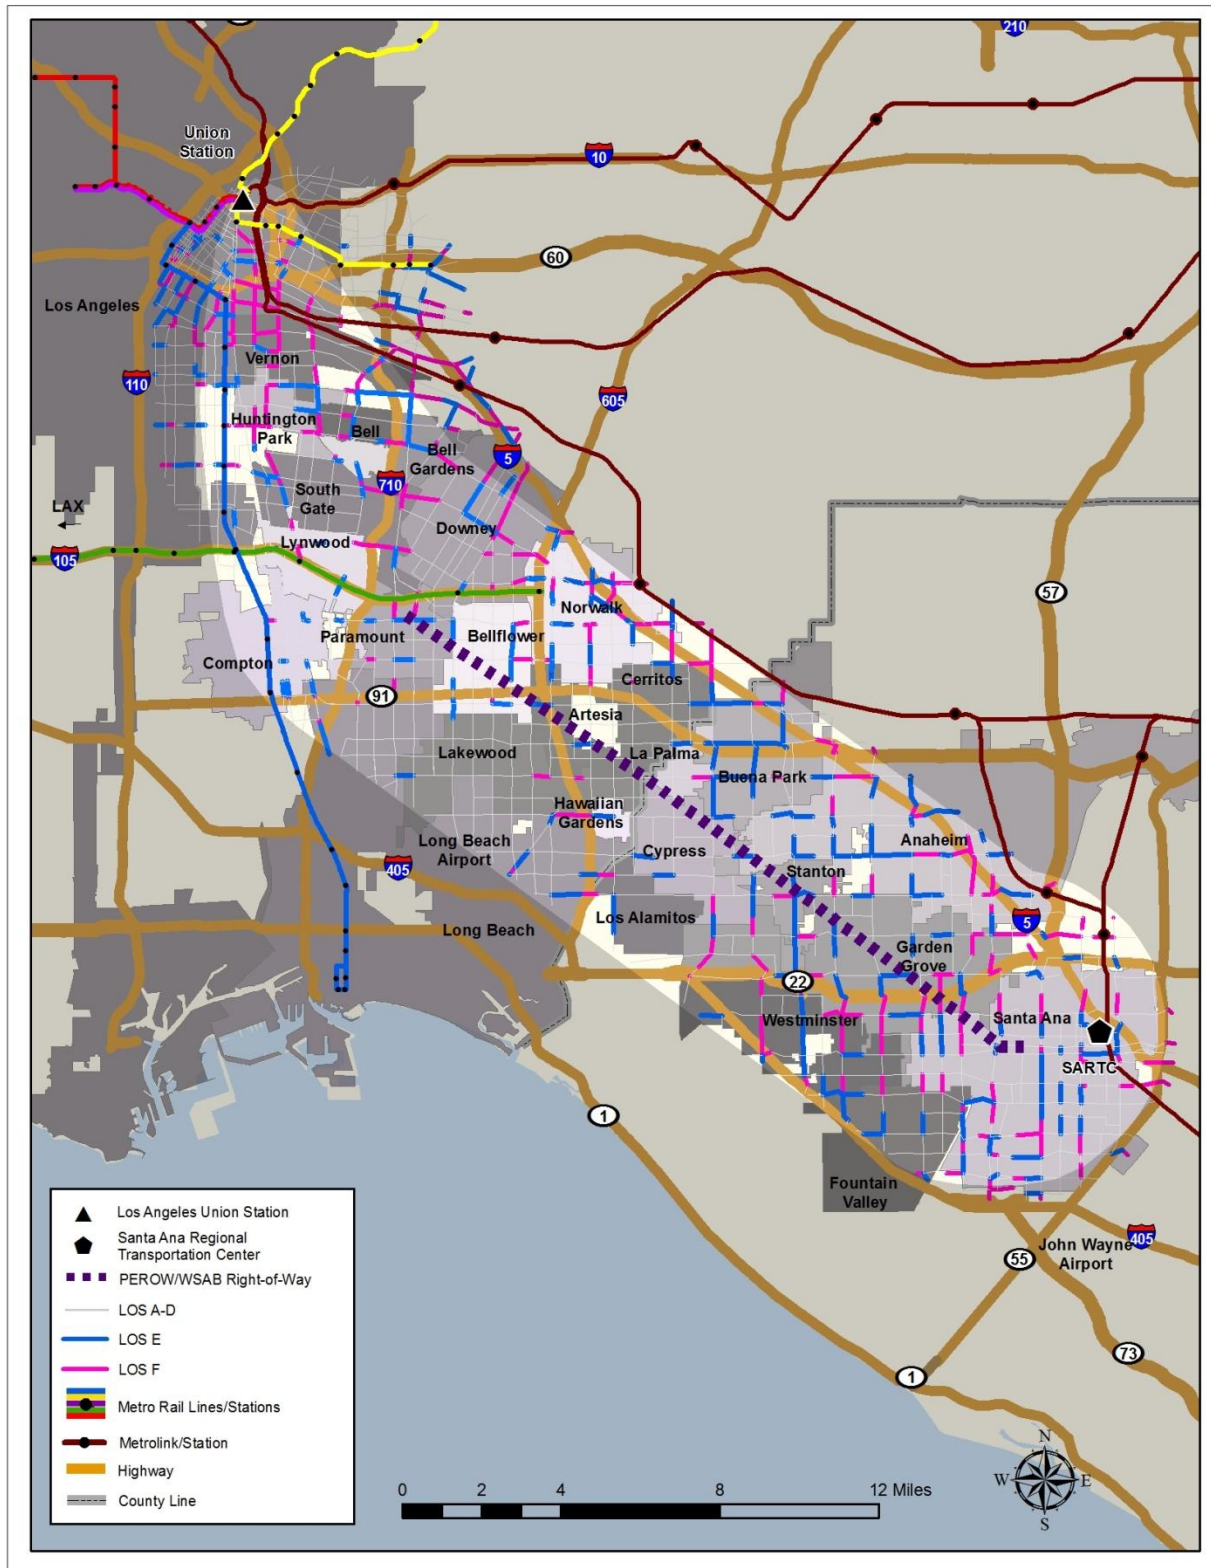 210
Union
Station
10
60
Los Angeles
Vernon
110
605
Huntington
Park
Bell
Bell
Gardens
5
710
South
Gate
LAX
Downey
Lynwood
105
57
Norwalk
Paramount
Bellflower
Compton
Cerritos
91
Artesia
Lakewood
La Palma
Buena Park
Hawaiian
Gardens
Long Beach
Airport
Anaheim
Cypress
405
Stanton
Los Alamitos
5
Long Beach
Garden
Grove
22
Westminster
Santa Ana
SARTC
1
Fountain
Valley
405
John Wayne
Airport
55
73
1
Los Angeles Union Station
Santa Ana Regional
Transportation Center
PEROW/WSAB Right-of-Way
LOS A-D
LOS E
LOS F
Metro Rail Lines/Stations
Metrolink/Station
Highway
County Line
0 2 4 8 12 Miles
N
W E
S